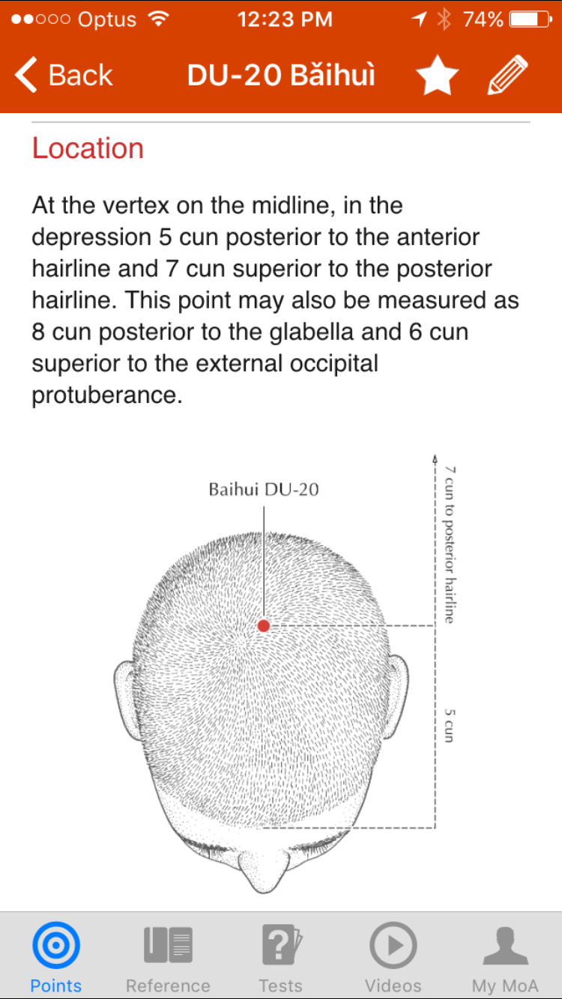 Optus 12:23 PM 74%
Back DU-20 Bǎihuì
Location
At the vertex on the midline, in the
depression 5 cun posterior to the anterior
hairline and 7 cun superior to the posterior
hairline. This point may also be measured as
8 cun posterior to the glabella and 6 cun
superior to the external occipital
protuberance.
Baihui DU-20
7 cun to posterior hairline
5 cun
Points Reference Tests Videos My MoA